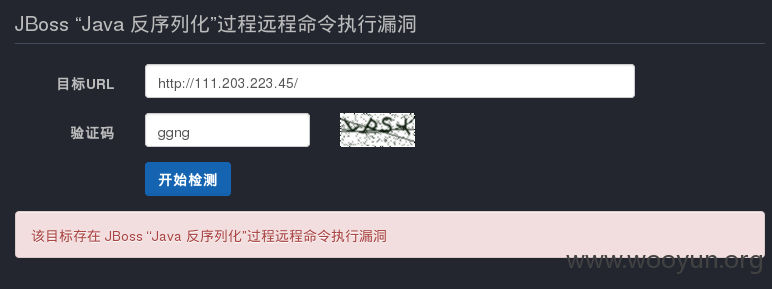 JBoss “Java 反序列化”过程远程命令执行漏洞
目标URL
http://111.203.223.45/
验证码
ggng
开始检测
该目标存在 JBoss “Java 反序列化”过程远程命令执行漏洞
www.wooyun.org